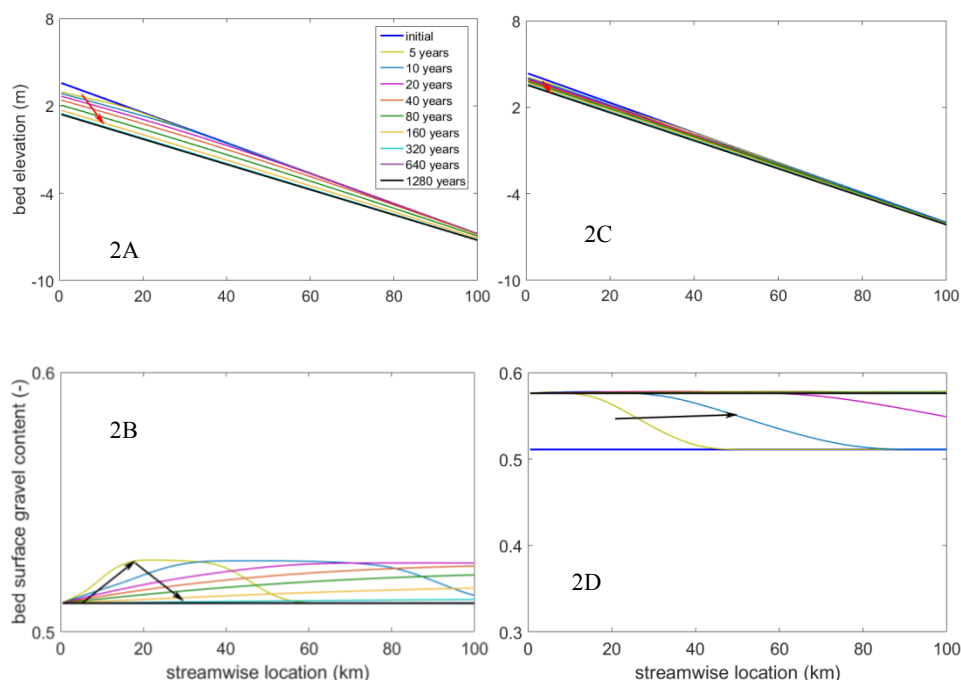 8
2
-4
-10
bed elevation (m)
0
20
40
60
80
100
initial
5 years
10 years
20 years
40 years
80 years
160 years
320 years
640 years
1280 years
2A
8
2
-4
-10
0
20
40
60
80
100
2C
0.6
0.5
bed surface gravel content (-)
0
20
40
60
80
100
streamwise location (km)
2B
0.6
0.5
0.4
0.3
0
20
40
60
80
100
streamwise location (km)
2D